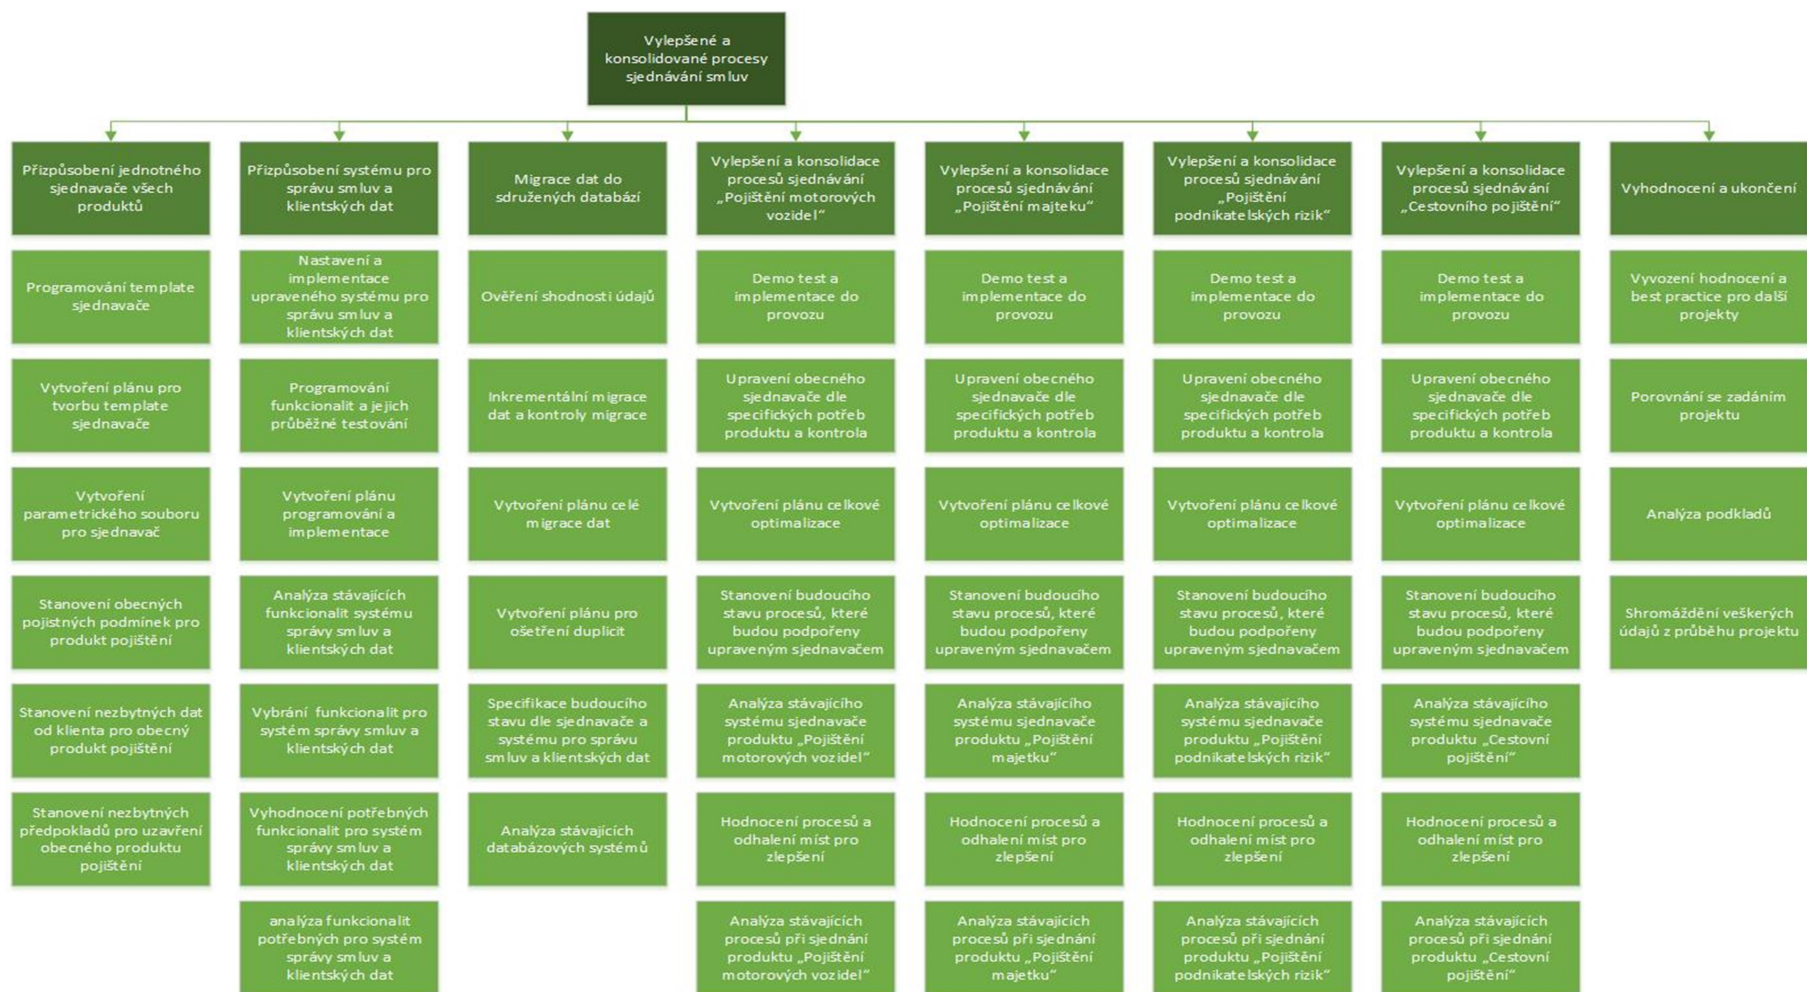 Vylepšené a
konsolidované procesy
sjednávání smluv
Přizpůsobení jednotného
sjednavače všech
produktů
Programování template
sjednavače
Vytvoření plánu pro
tvorbu template
sjednavače
Vytvoření
parametrického souboru
pro sjednavač
Stanovení obecných
pojistných podmínek pro
produkt pojištění
Stanovení nezbytných dat
od klienta pro obecný
produkt pojištění
Stanovení nezbytných
předpokladů pro uzavření
obecného produktu
pojištění
Přizpůsobení systému pro
správu smluv a
klientských dat
Nastavení a
implementace
upraveného systému pro
správu smluv a
klientských dat
Programování
funkcionalit a jejich
průběžné testování
Vytvoření plánu
programování a
implementace
Analýza stávajících
funkcionalit systému
správy smluv a
klientských dat
Vybrání funkcionalit pro
systém správy smluv
a klientských dat
Vyhodnocení potřebných
funkcionalit pro systém
správy smluv a
klientských dat
analýza funkcionalit
potřebných pro systém
správy smluv a
klientských dat
Migrace dat do
sdružených databází
Ověření shodnosti údajů
Inkrementální migrace
dat a kontroly migrace
Vytvoření plánu celé
migrace dat
Vytvoření plánu pro
ošetření duplicit
Specifikace budoucího
stavu dle sjednavače a
systému pro správu
smluv a klientských dat
Analýza stávajících
databázových systémů
Vylepšení a konsolidace
procesů sjednávání
„Pojištění motorových
vozidel“
Demo test a
implementace do
provozu
Upravení obecného
sjednavače dle
specifických potřeb
produktu a kontrola
Vytvoření plánu celkové
optimalizace
Stanovení budoucího
stavu procesů, které
budou podpořeny
upraveným sjednavačem
Analýza stávajícího
systému sjednavače
produktu „Pojištění
motorových vozidel“
Hodnocení procesů a
odhalení míst pro
zlepšení
Analýza stávajících
procesů při sjednání
produktu „Pojištění
motorových vozidel“
Vylepšení a konsolidace
procesů sjednávání
„Pojištění majteku“
Demo test a
implementace do
provozu
Upravení obecného
sjednavače dle
specifických potřeb
produktu a kontrola
Vytvoření plánu celkové
optimalizace
Stanovení budoucího
stavu procesů, které
budou podpořeny
upraveným sjednavačem
Analýza stávajícího
systému sjednavače
produktu „Pojištění
majetku“
Hodnocení procesů a
odhalení míst pro
zlepšení
Analýza stávajících
procesů při sjednání
produktu „Pojištění
majetku“
Vylepšení a konsolidace
procesů sjednávání
„Pojištění
podnikatelských rizik“
Demo test a
implementace do
provozu
Upravení obecného
sjednavače dle
specifických potřeb
produktu a kontrola
Vytvoření plánu celkové
optimalizace
Stanovení budoucího
stavu procesů, které
budou podpořeny
upraveným sjednavačem
Analýza stávajícího
systému sjednavače
produktu „Pojištění
podnikatelských rizik“
Hodnocení procesů a
odhalení míst pro
zlepšení
Analýza stávajících
procesů při sjednání
produktu „Pojištění
podnikatelských rizik“
Vylepšení a konsolidace
procesů sjednávání
„Cestovního pojištění“
Demo test a
implementace do
provozu
Upravení obecného
sjednavače dle
specifických potřeb
produktu a kontrola
Vytvoření plánu celkové
optimalizace
Stanovení budoucího
stavu procesů, které
budou podpořeny
upraveným sjednavačem
Analýza stávajícího
systému sjednavače
produktu „Cestovní
pojištění“
Hodnocení procesů a
odhalení míst pro
zlepšení
Analýza stávajících
procesů při sjednání
produktu „Cestovní
pojištění“
Vyhodnocení a ukončení
Vyvození hodnocení a
best practice pro další
projekty
Porovnání se zadáním
projektu
Analýza podkladů
Shromáždění veškerých
údajů z průběhu projektu